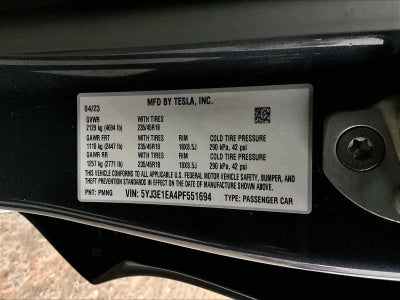 MFD BY TESLA, INC.
04/23
GVWR WITH TIRES
2129 kg (4694 lb) 235/45R18
GAWR FRT WITH TIRES RIM COLD TIRE PRESSURE
1110 kg (2447 lb) 235/45R18 18X8.5J 290 kPa, 42 psi
GAWR RR WITH TIRES RIM COLD TIRE PRESSURE
1257 kg (2771 lb) 235/45R18 18X8.5J 290 kPa, 42 psi
THIS VEHICLE CONFORMS TO ALL
APPLICABLE U.S. FEDERAL MOTOR VEHICLE SAFETY, BUMPER, AND
THEFT PREVENTION STANDARDS IN EFFECT ON THE DATE OF MANUFACTURE SHOWN ABOVE.
PNT: PMNG VIN: 5YJ3E1EA4PF551694 TYPE: PASSENGER CAR